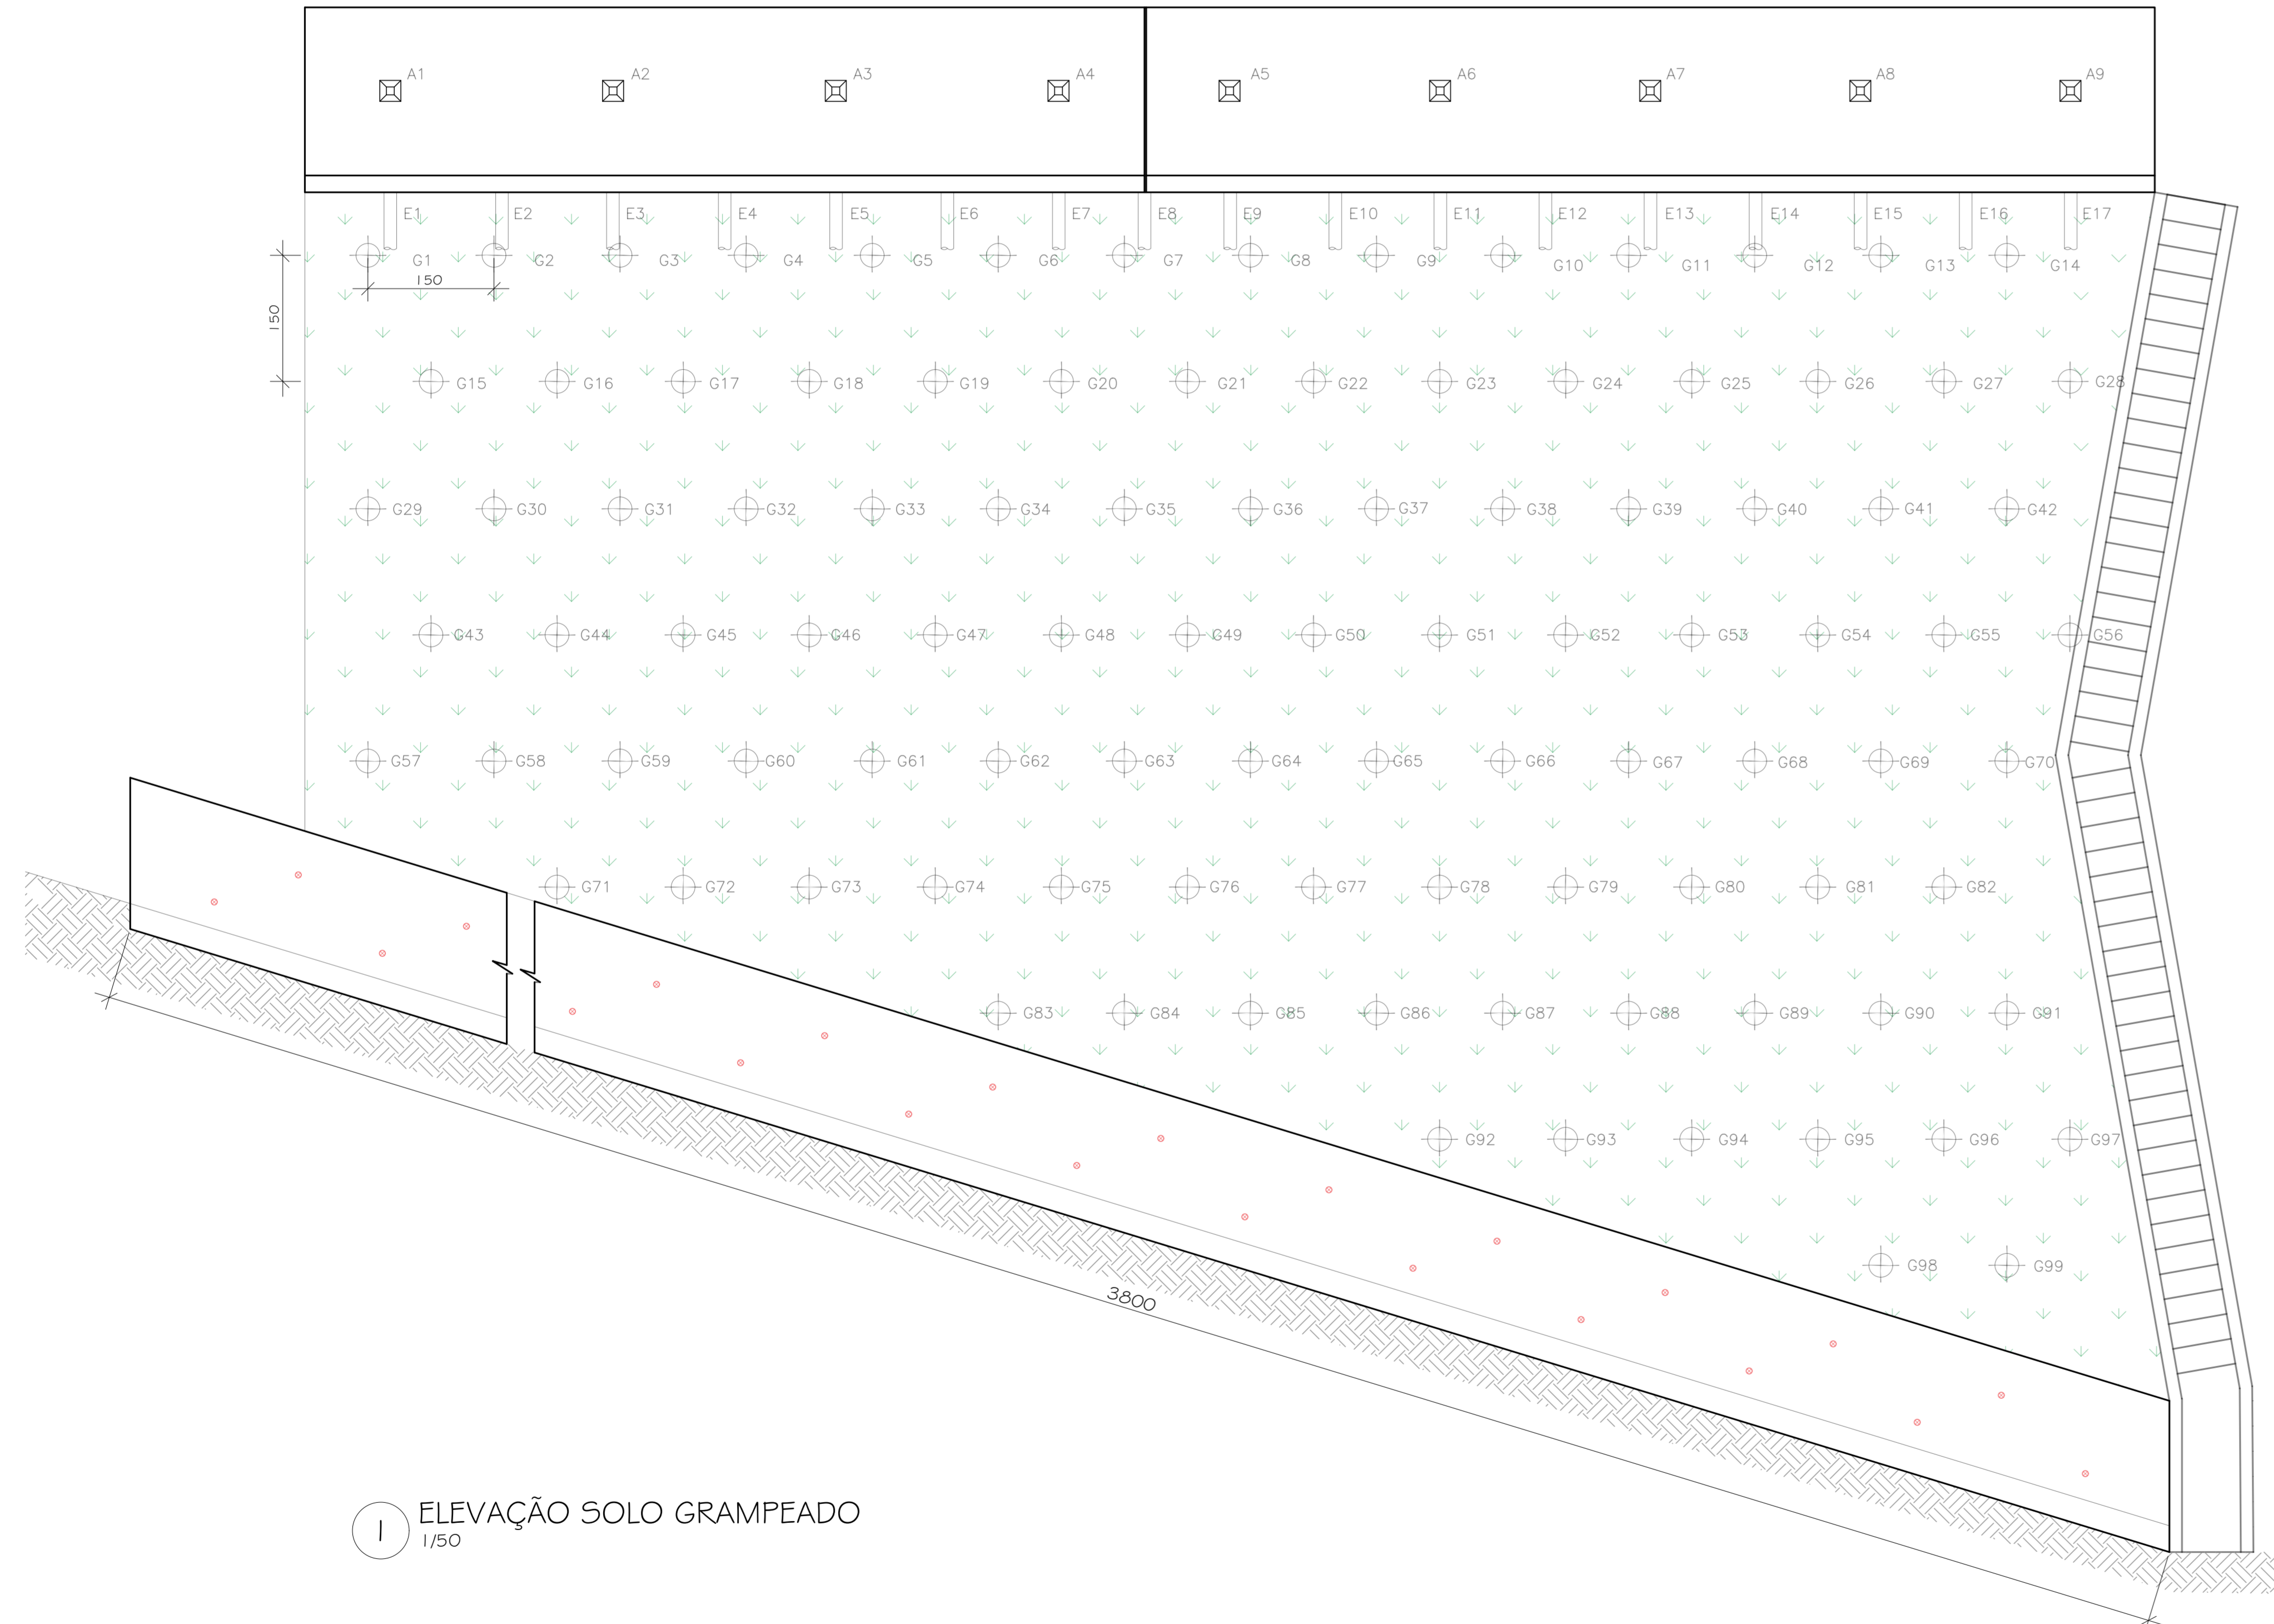 A1 A2 A3 A4 A5 A6 A7 A8 A9
E1 E2 E3 E4 E5 E6 E7 E8 E9 E10 E11 E12 E13 E14 E15 E16 E17
G1 G2 G3 G4 G5 G6 G7 G8 G9 G10 G11 G12 G13 G14
150
150
G15 G16 G17 G18 G19 G20 G21 G22 G23 G24 G25 G26 G27 G28
G29 G30 G31 G32 G33 G34 G35 G36 G37 G38 G39 G40 G41 G42
G43 G44 G45 G46 G47 G48 G49 G50 G51 G52 G53 G54 G55 G56
G57 G58 G59 G60 G61 G62 G63 G64 G65 G66 G67 G68 G69 G70
G71 G72 G73 G74 G75 G76 G77 G78 G79 G80 G81 G82
G83 G84 G85 G86 G87 G88 G89 G90 G91
G92 G93 G94 G95 G96 G97
G98 G99
3800
1 ELEVAÇÃO SOLO GRAMPEADO
1/50